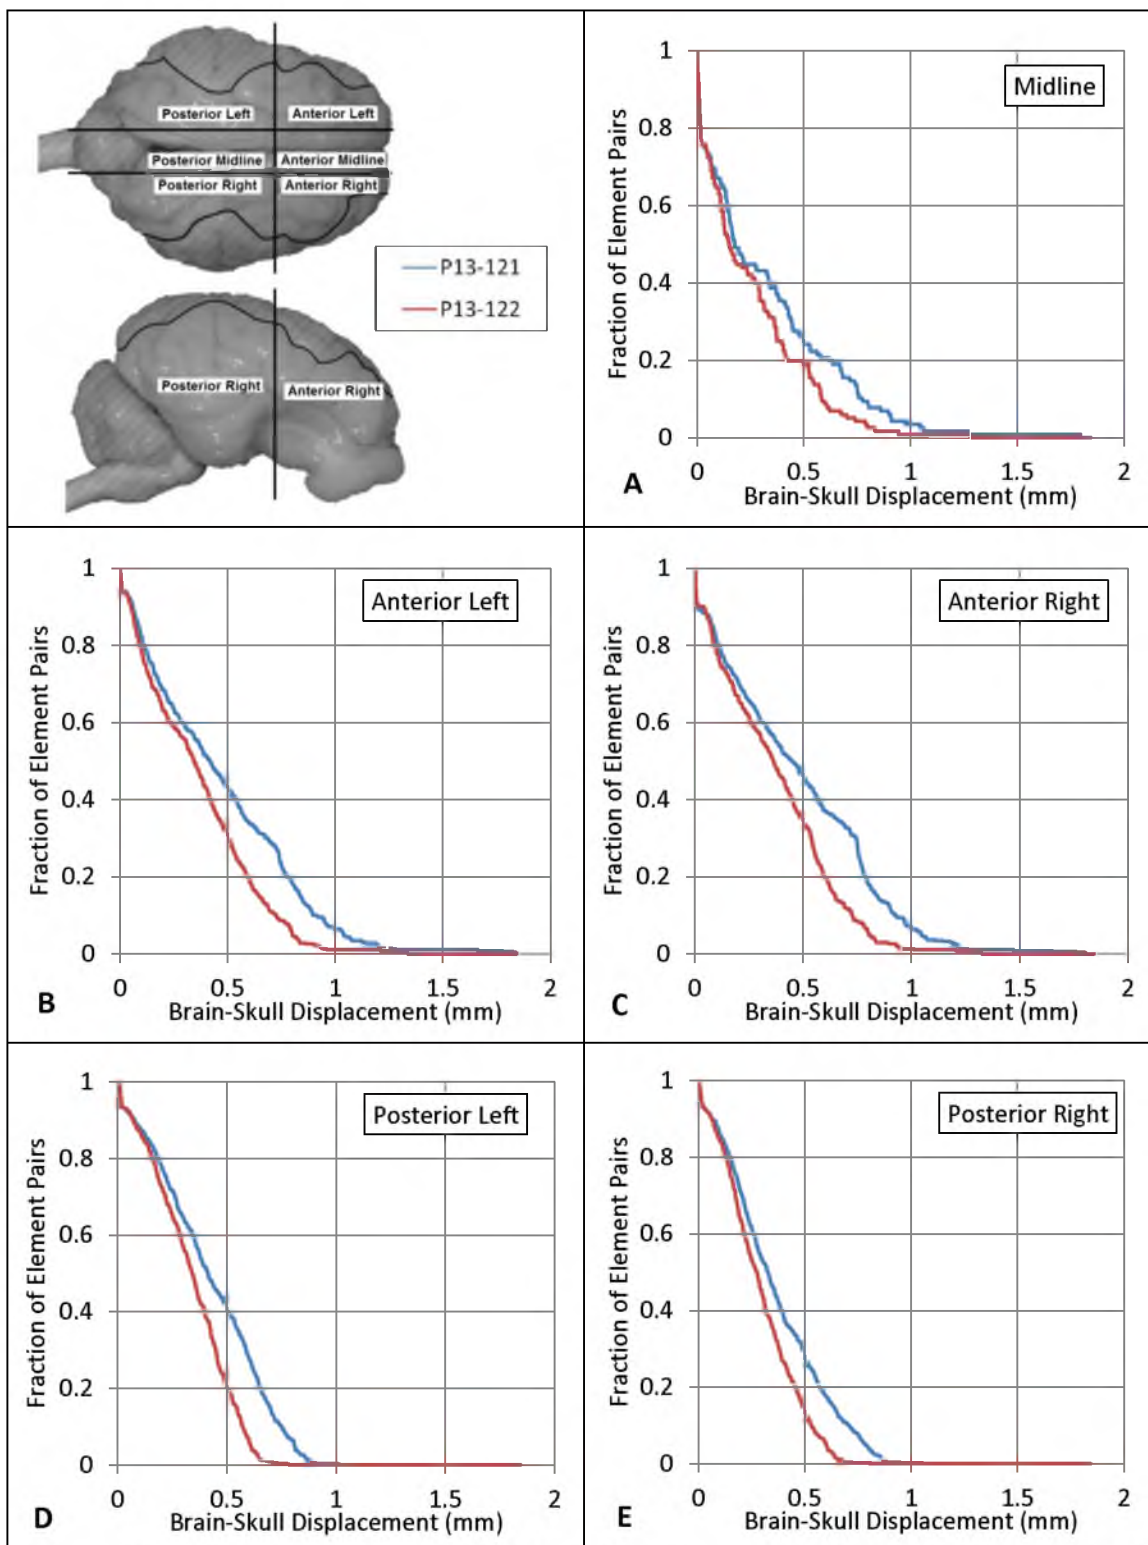 Posterior Left
Anterior Left
Posterior Midline
Anterior Midline
Posterior Right
Anterior Right
P13-121
P13-122
Posterior Right
Anterior Right
Midline
Fraction of Element Pairs
1
0.8
0.6
0.4
0.2
0
0 0.5 1 1.5 2
A
Brain-Skull Displacement (mm)
Anterior Left
Fraction of Element Pairs
1
0.8
0.6
0.4
0.2
0
0 0.5 1 1.5 2
B
Brain-Skull Displacement (mm)
Anterior Right
Fraction of Element Pairs
1
0.8
0.6
0.4
0.2
0
0 0.5 1 1.5 2
C
Brain-Skull Displacement (mm)
Posterior Left
Fraction of Element Pairs
1
0.8
0.6
0.4
0.2
0
0 0.5 1 1.5 2
D
Brain-Skull Displacement (mm)
Posterior Right
Fraction of Element Pairs
1
0.8
0.6
0.4
0.2
0
0 0.5 1 1.5 2
E
Brain-Skull Displacement (mm)